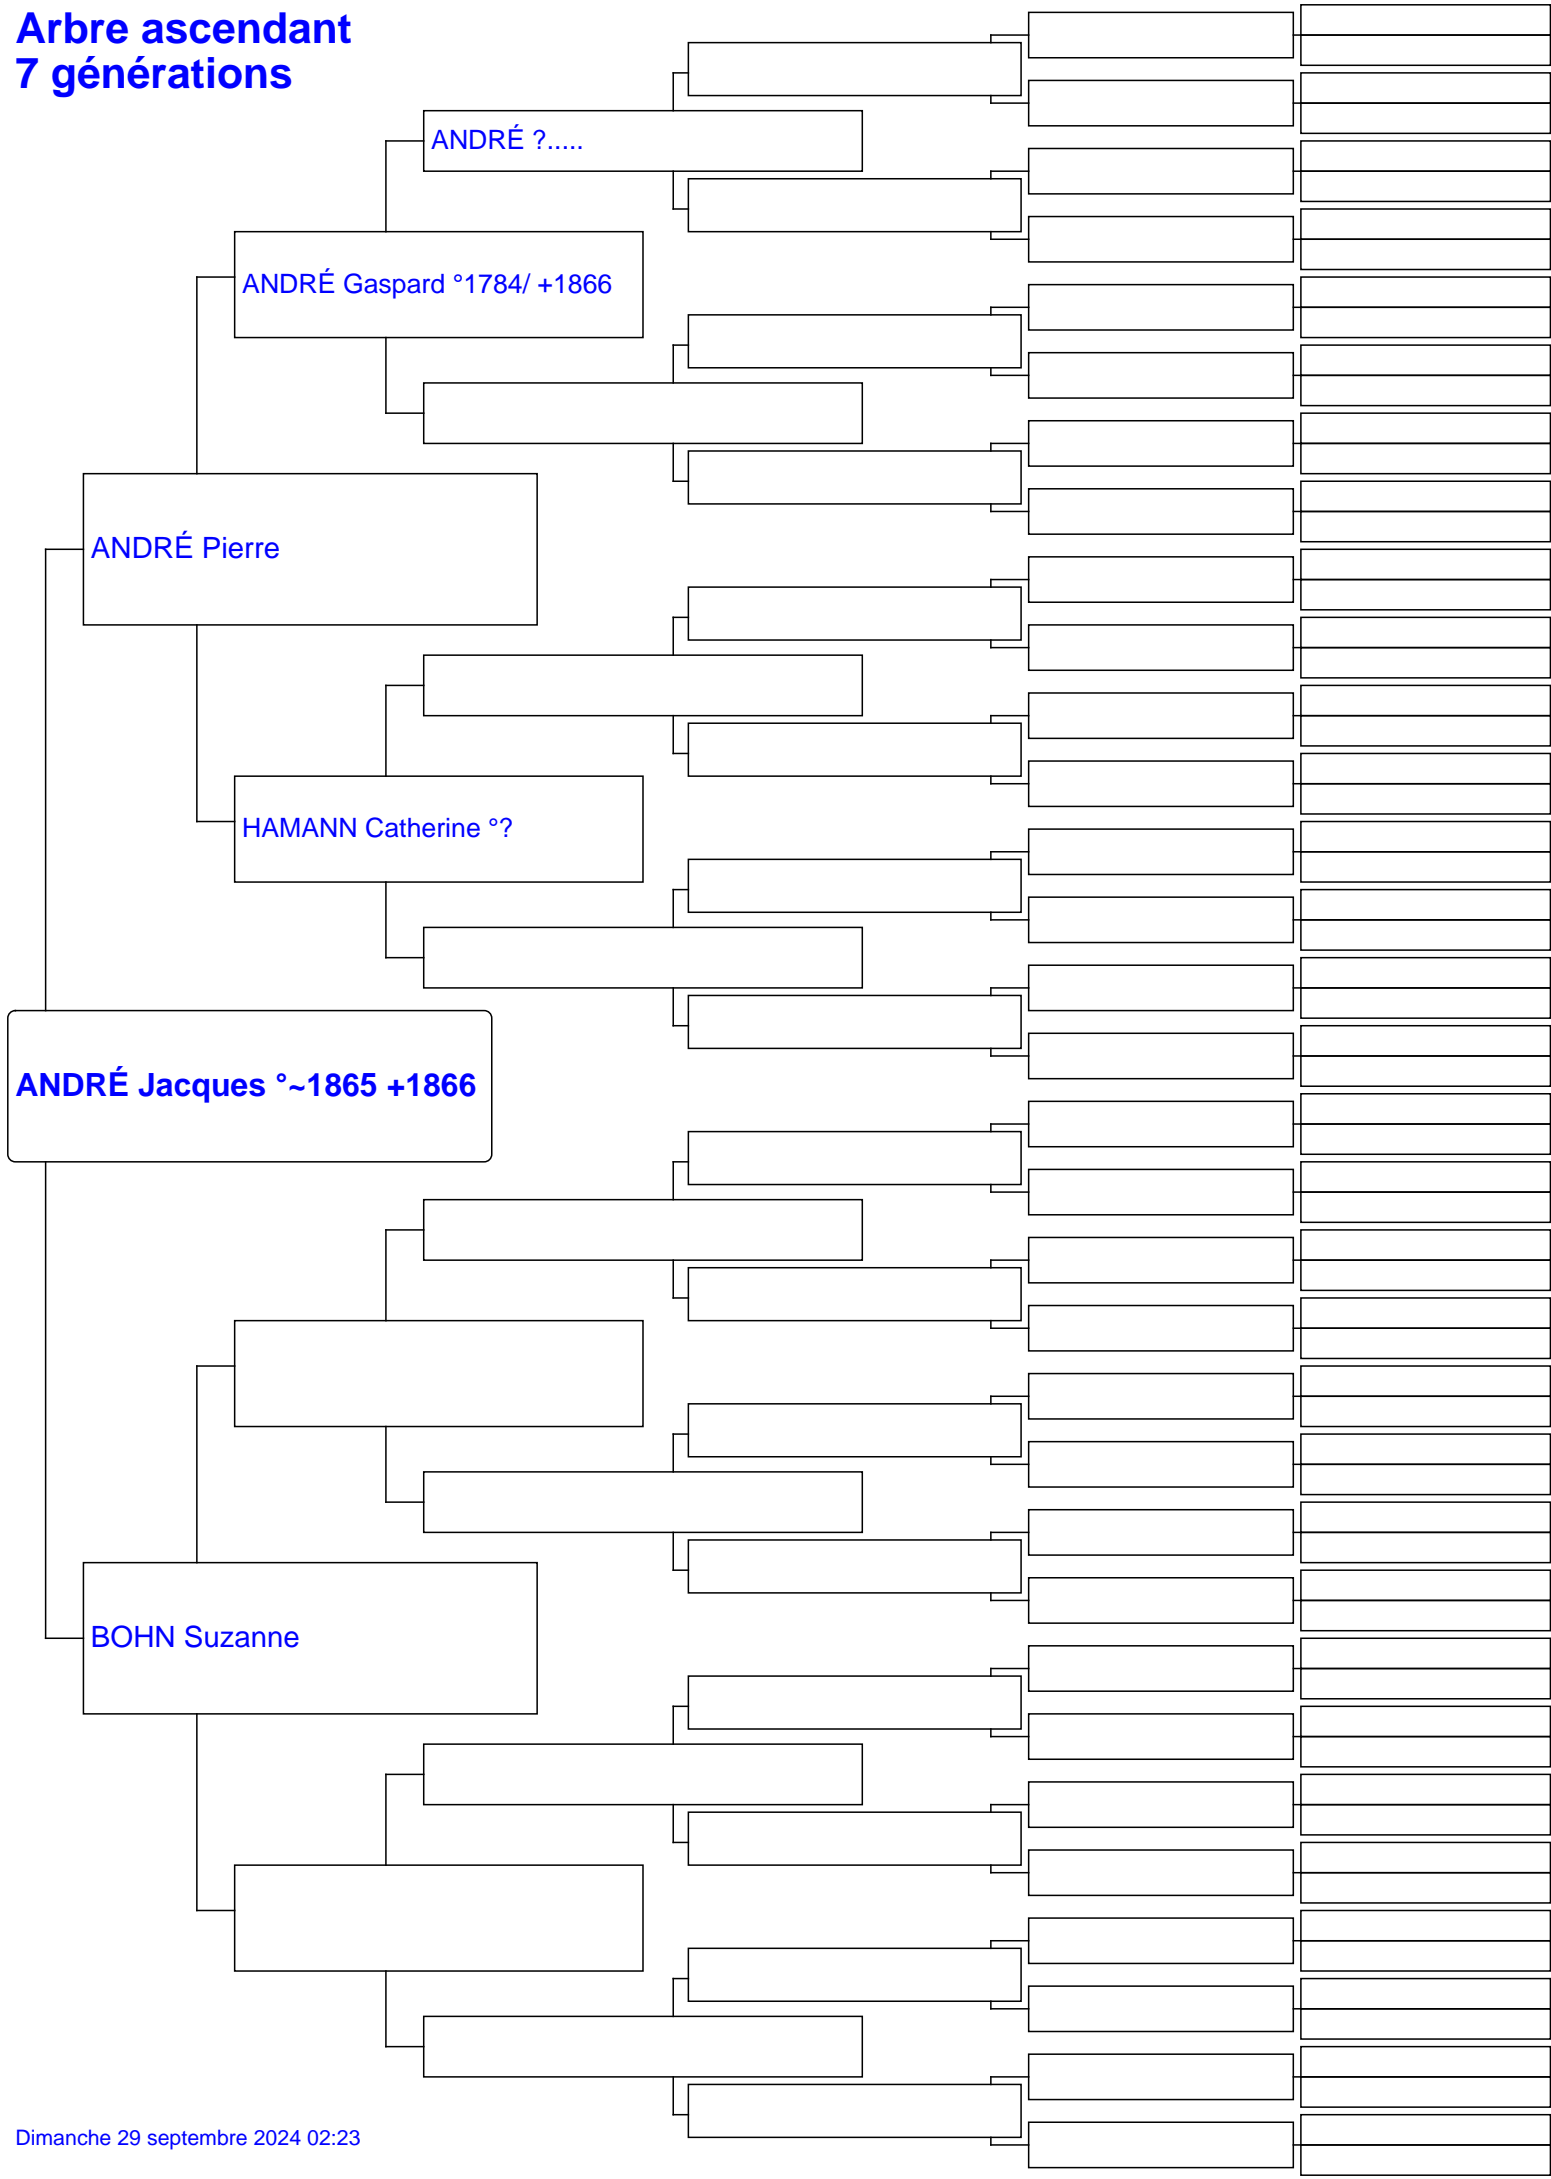 Arbre ascendant
7 générations
ANDRÉ ?.....
ANDRÉ Gaspard °1784/ +1866
ANDRÉ Pierre
HAMANN Catherine °?
ANDRÉ Jacques °~1865 +1866
BOHN Suzanne
Dimanche 29 septembre 2024 02:23